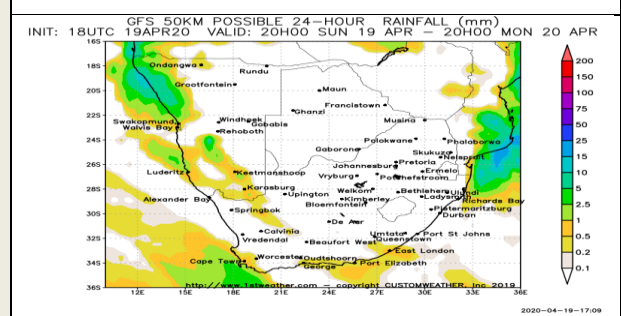 GFS 50KM POSSIBLE 24-HOUR RAINFALL (mm)
INIT: 18UTC 19APR20 VALID: 20H00 SUN 19 APR - 20H00 MON 20 APR
16S
18S
20S
22S
24S
26S
28S
30S
32S
34S
36S
Ondangwa
Rundu
Grootfontein
Maun
Francistown
Ghanzi
Windhoek
Gobabis
Swakopmund
Walvis Bay
Rehoboth
Musina
Polokwane
Phalaborwa
Gaborone
Skukuza
Nelspruit
Pretoria
Johannesburg
Ermelo
Luderitz
Keetmanshoop
Vryburg
Potchefstroom
Karasburg
Upington
Welkom
Bethlehem
Ulundi
Ladysmith
Alexander Bay
Kimberley
Richards Bay
Bloemfontein
Pietermaritzburg
Springbok
Durban
De Aar
Calvinia
Vredendal
Umtata
Port St Johns
Queenstown
Beaufort West
East London
Cape Town
Worcester
Oudtshoorn
George
Port Elizabeth
http://www.1stweather.com - copyright CUSTOMWEATHER, Inc 2019
12E 15E 18E 21E 24E 27E 30E 33E 36E
200
150
100
75
50
25
15
10
5
2.5
1
0.5
0.2
0.1
2020-04-19-17:09